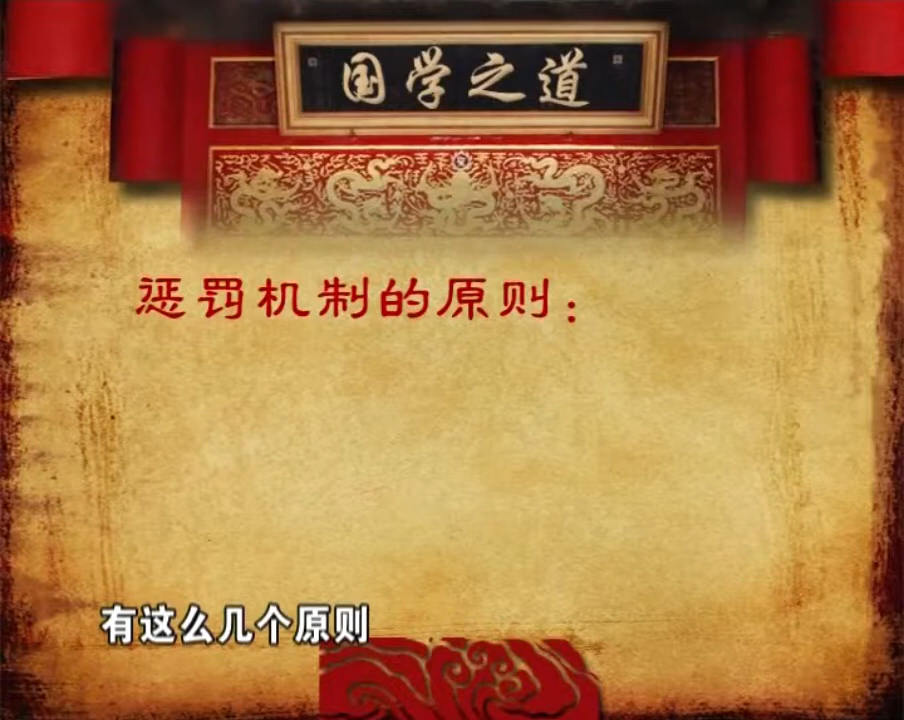 国学之道
惩罚机制的原则：
有这么几个原则